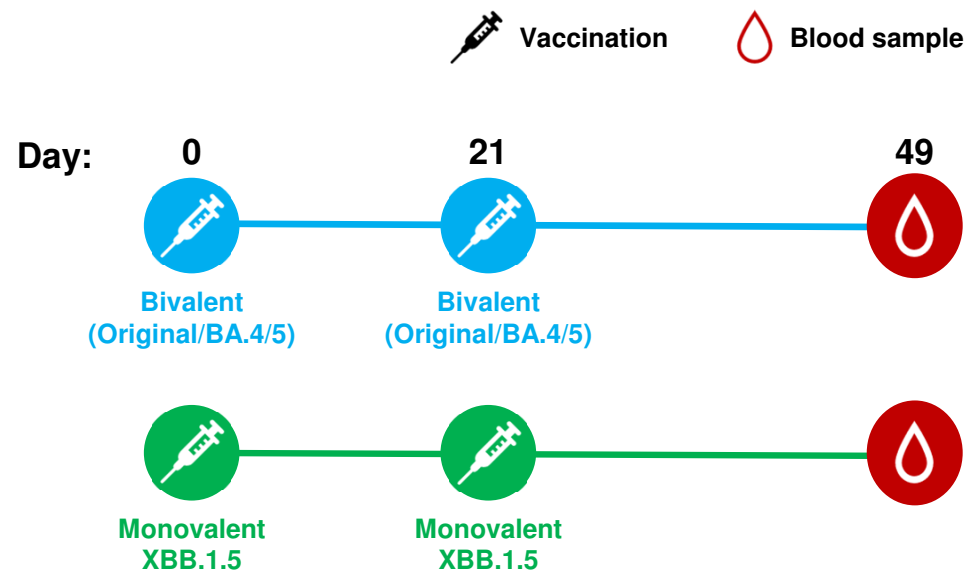 Vaccination Blood sample
Day: 0 21 49
Bivalent Bivalent
(Original/BA.4/5) (Original/BA.4/5)
Monovalent Monovalent
XBB.1.5 XBB.1.5